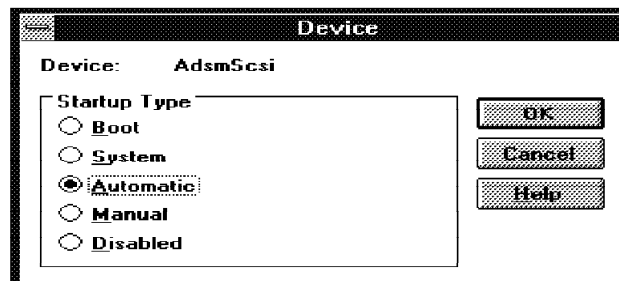 Device
Device: AdsmScsi
Startup Type
Boot
System
Automatic
Manual
Disabled
OK
Cancel
Help